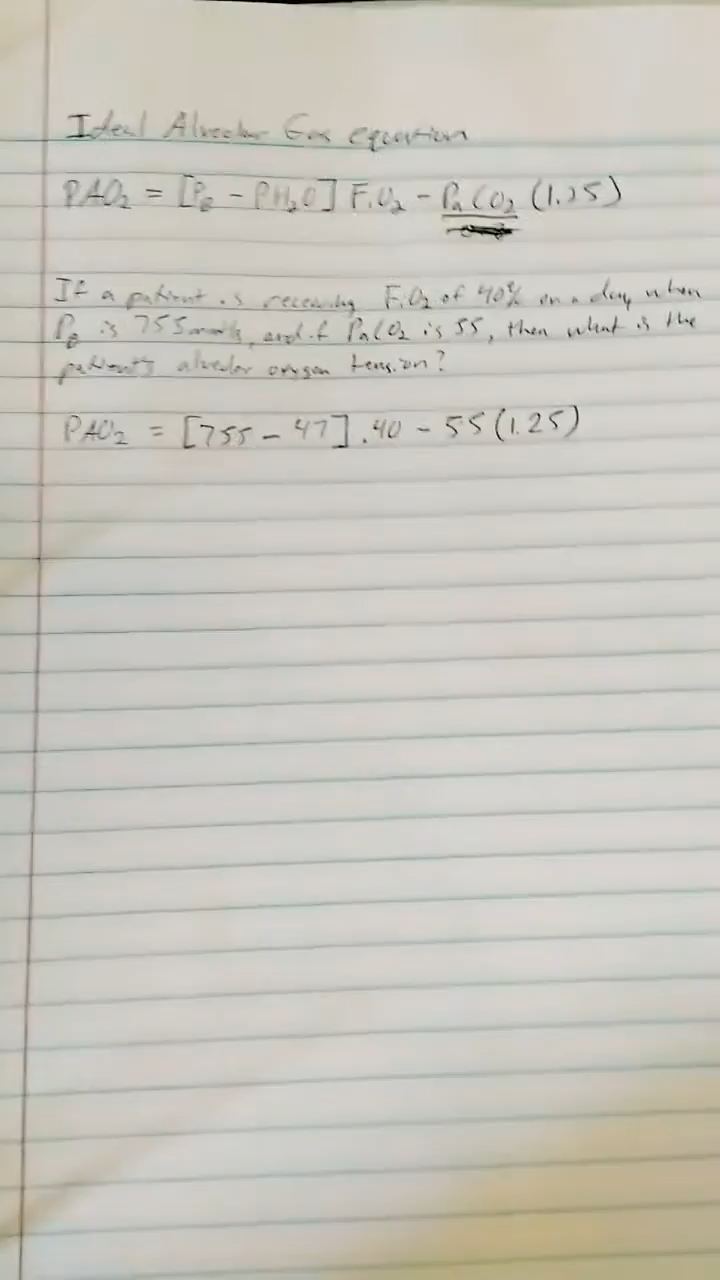 Ideal Alveolar Gas equation
PAO₂ = [PB - PH₂O] FiO₂ - PaCO₂ (1.25)
If a patient is receiving FiO₂ of 40% on a day when
PB is 755 mmHg, and if PaCO₂ is 55, then what is the
patient's alveolar oxygen tension?
PAO₂ = [755 - 47] .40 - 55 (1.25)